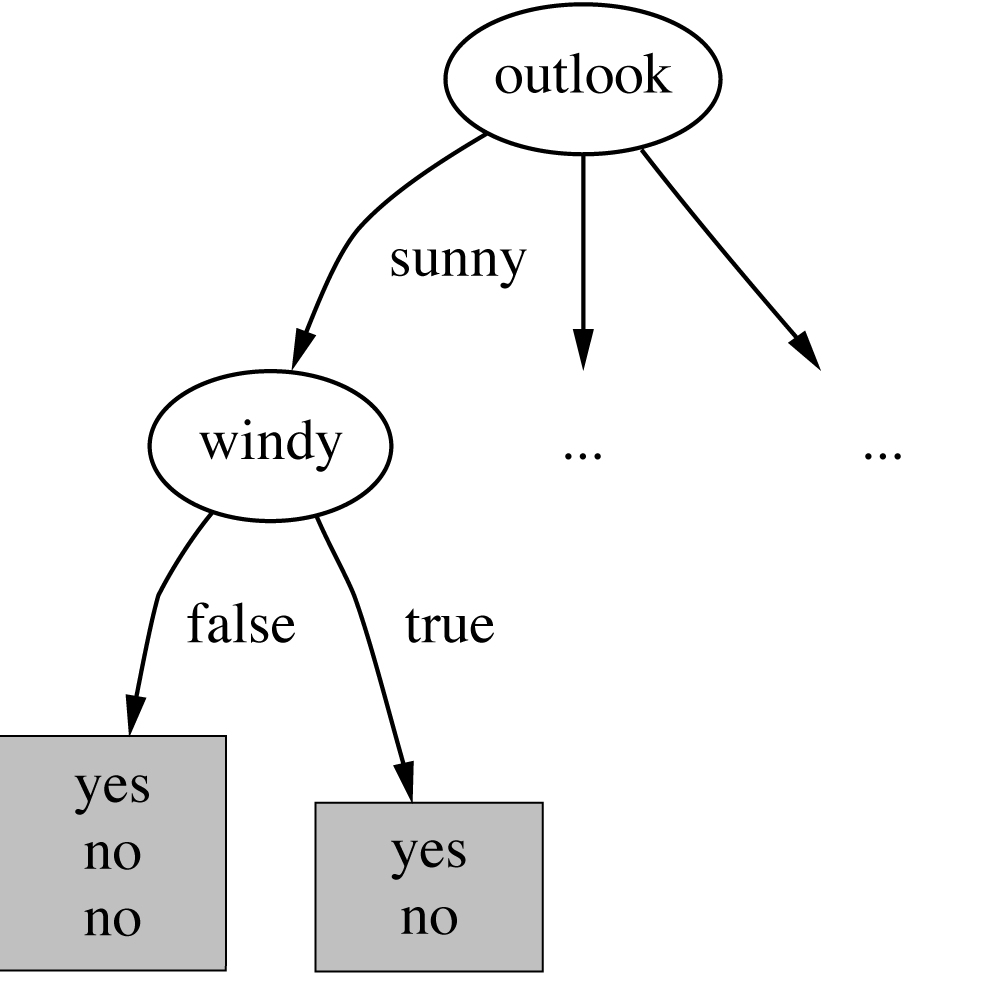 outlook
sunny
windy
... ...
false true
yes
no
no
yes
no